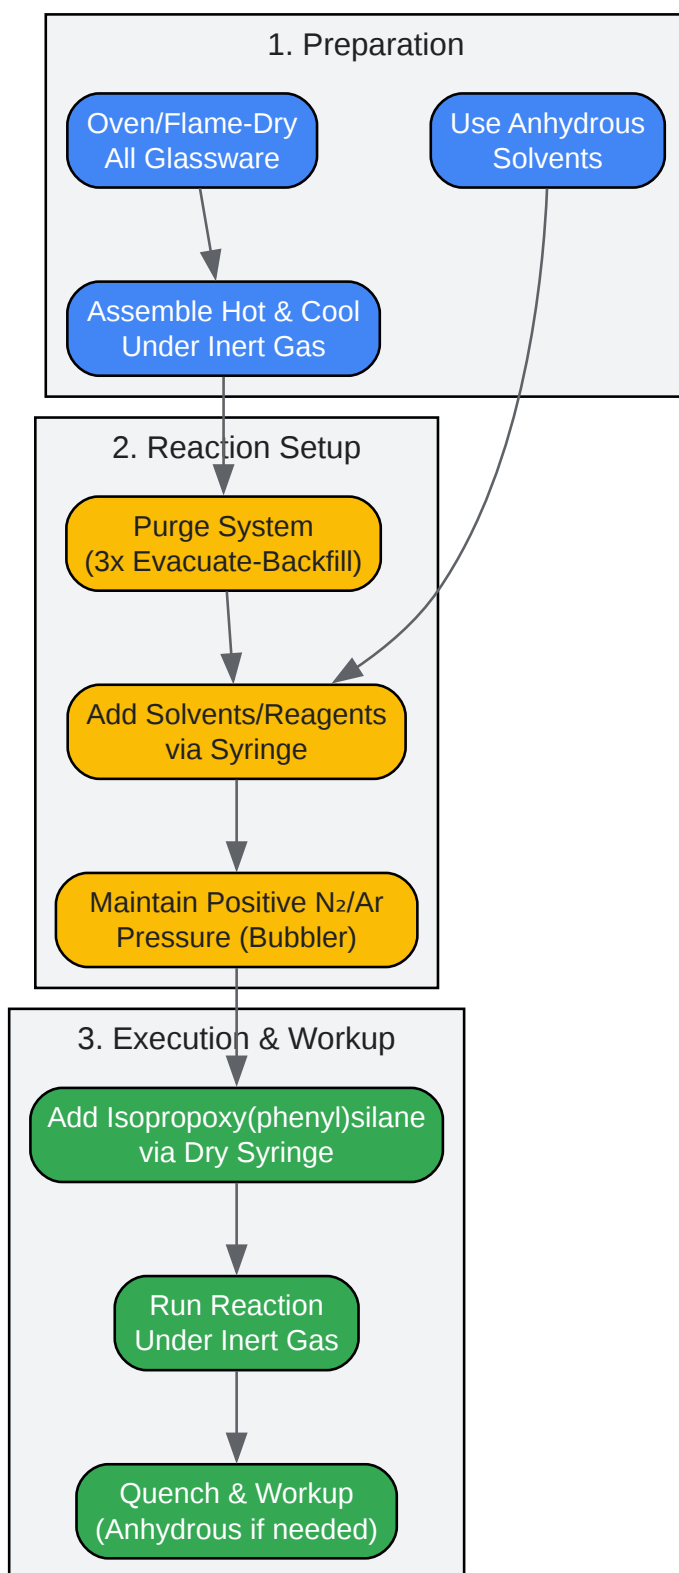 1. Preparation
Oven/Flame-Dry
All Glassware
Use Anhydrous
Solvents
Assemble Hot & Cool
Under Inert Gas
2. Reaction Setup
Purge System
(3x Evacuate-Backfill)
Add Solvents/Reagents
via Syringe
Maintain Positive N₂/Ar
Pressure (Bubbler)
3. Execution & Workup
Add Isopropoxy(phenyl)silane
via Dry Syringe
Run Reaction
Under Inert Gas
Quench & Workup
(Anhydrous if needed)